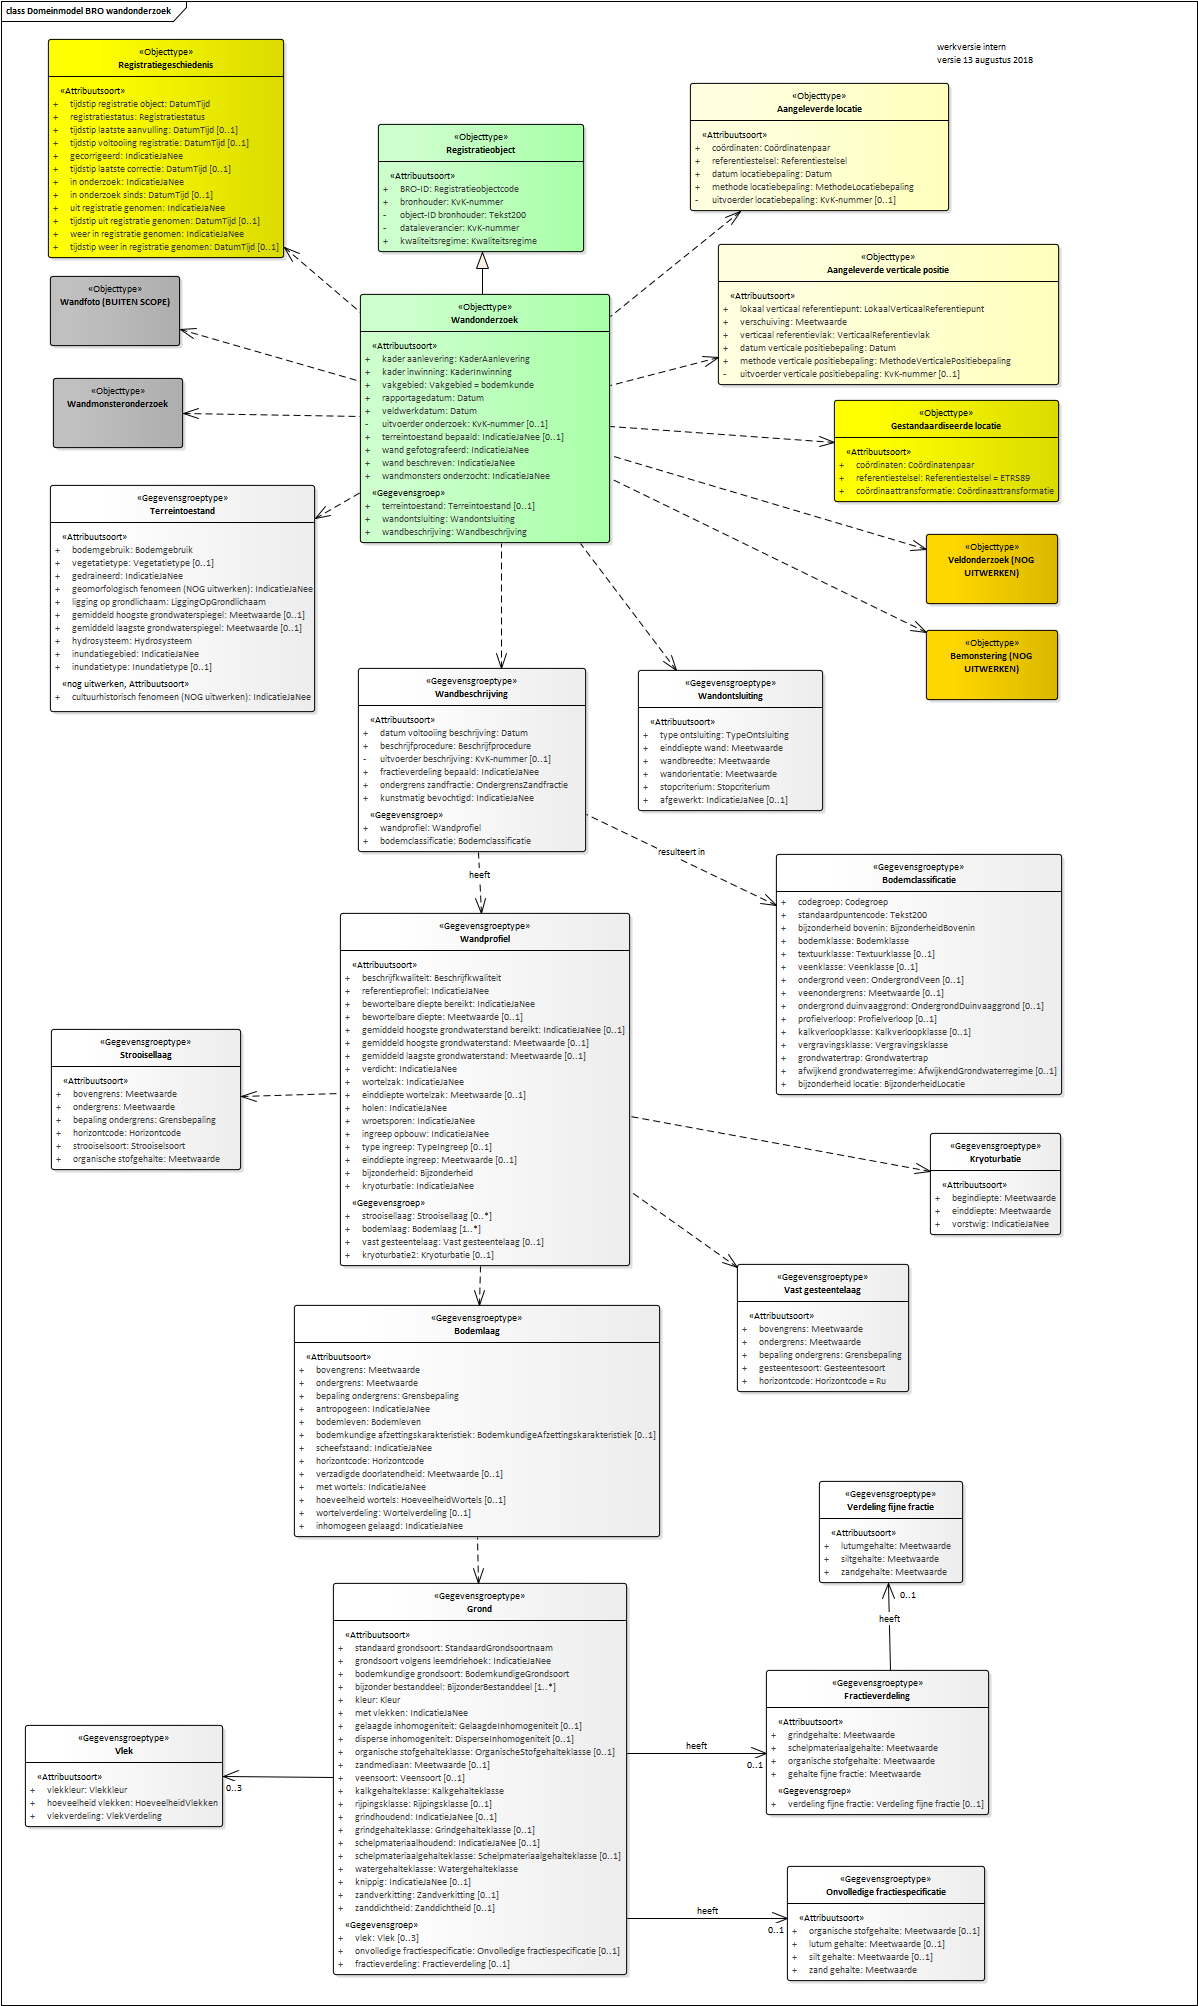 class Domeinmodel BRO wandonderzoek
werkversie intern
versie 13 augustus 2018
«Objecttype»
Registratiegeschiedenis
«Attribuutsoort»
+ tijdstip registratie object: DatumTijd
+ registratiestatus: Registratiestatus
+ tijdstip laatste aanvulling: DatumTijd [0..1]
+ tijdstip voltooiing registratie: DatumTijd [0..1]
+ gecorrigeerd: IndicatieJaNee
+ tijdstip laatste correctie: DatumTijd [0..1]
+ in onderzoek: IndicatieJaNee
+ in onderzoek sinds: DatumTijd [0..1]
+ uit registratie genomen: IndicatieJaNee
+ tijdstip uit registratie genomen: DatumTijd [0..1]
+ weer in registratie genomen: IndicatieJaNee
+ tijdstip weer in registratie genomen: DatumTijd [0..1]
«Objecttype»
Registratieobject
«Attribuutsoort»
+ BRO-ID: Registratieobjectcode
+ bronhouder: KvK-nummer
- object-ID bronhouder: Tekst200
- dataleverancier: KvK-nummer
+ kwaliteitsregime: Kwaliteitsregime
«Objecttype»
Aangeleverde locatie
«Attribuutsoort»
+ coördinaten: Coördinatenpaar
+ referentiestelsel: Referentiestelsel
+ datum locatiebepaling: Datum
+ methode locatiebepaling: MethodeLocatiebepaling
- uitvoerder locatiebepaling: KvK-nummer [0..1]
«Objecttype»
Aangeleverde verticale positie
«Attribuutsoort»
+ lokaal verticaal referentiepunt: LokaalVerticaalReferentiepunt
+ verschuiving: Meetwaarde
+ verticaal referentievlak: VerticaalReferentievlak
+ datum verticale positiebepaling: Datum
+ methode verticale positiebepaling: MethodeVerticalePositiebepaling
- uitvoerder verticale positiebepaling: KvK-nummer [0..1]
«Objecttype»
Wandfoto (BUITEN SCOPE)
«Objecttype»
Wandmonsteronderzoek
«Objecttype»
Wandonderzoek
«Attribuutsoort»
+ kader aanlevering: KaderAanlevering
+ kader inwinning: KaderInwinning
+ vakgebied: Vakgebied = bodemkunde
+ rapportagedatum: Datum
+ veldwerkdatum: Datum
- uitvoerder onderzoek: KvK-nummer [0..1]
+ terreintoestand bepaald: IndicatieJaNee [0..1]
+ wand gefotografeerd: IndicatieJaNee
+ wand beschreven: IndicatieJaNee
+ wandmonsters onderzocht: IndicatieJaNee
«Gegevensgroep»
+ terreintoestand: Terreintoestand [0..1]
+ wandontsluiting: Wandontsluiting
+ wandbeschrijving: Wandbeschrijving
«Objecttype»
Gestandaardiseerde locatie
«Attribuutsoort»
+ coördinaten: Coördinatenpaar
+ referentiestelsel: Referentiestelsel = ETRS89
+ coördinaattransformatie: Coördinaattransformatie
«Objecttype»
Veldonderzoek (NOG
UITWERKEN)
«Objecttype»
Bemonstering (NOG
UITWERKEN)
«Gegevensgroeptype»
Terreintoestand
«Attribuutsoort»
+ bodemgebruik: Bodemgebruik
+ vegetatietype: Vegetatietype [0..1]
+ gedraineerd: IndicatieJaNee
+ geomorfologisch fenomeen (NOG uitwerken): IndicatieJaNee
+ ligging op grondlichaam: LiggingOpGrondlichaam
+ gemiddeld hoogste grondwaterspiegel: Meetwaarde [0..1]
+ gemiddeld laagste grondwaterspiegel: Meetwaarde [0..1]
+ hydrosysteem: Hydrosysteem
+ inundatiegebied: IndicatieJaNee
+ inundatietype: Inundatietype [0..1]
«nog uitwerken, Attribuutsoort»
+ cultuurhistorisch fenomeen (NOG uitwerken): IndicatieJaNee
«Gegevensgroeptype»
Wandbeschrijving
«Attribuutsoort»
+ datum voltooiing beschrijving: Datum
+ beschrijfprocedure: Beschrijfprocedure
- uitvoerder beschrijving: KvK-nummer [0..1]
+ fractieverdeling bepaald: IndicatieJaNee
+ ondergrens zandfractie: OndergrensZandfractie
+ kunstmatig bevochtigd: IndicatieJaNee
«Gegevensgroep»
+ wandprofiel: Wandprofiel
+ bodemclassificatie: Bodemclassificatie
«Gegevensgroeptype»
Wandontsluiting
«Attribuutsoort»
+ type ontsluiting: TypeOntsluiting
+ einddiepte wand: Meetwaarde
+ wandbreedte: Meetwaarde
+ wandorientatie: Meetwaarde
+ stopcriterium: Stopcriterium
+ afgewerkt: IndicatieJaNee [0..1]
resulteert in
heeft
«Gegevensgroeptype»
Bodemclassificatie
+ codegroep: Codegroep
+ standaardpuntencode: Tekst200
+ bijzonderheid bovenin: BijzonderheidBovenin
+ bodemklasse: Bodemklasse
+ textuurklasse: Textuurklasse [0..1]
+ veenklasse: Veenklasse [0..1]
+ ondergrond veen: OndergrondVeen [0..1]
+ veenondergrens: Meetwaarde [0..1]
+ ondergrond duinvaaggrond: OndergrondDuinvaaggrond [0..1]
+ profielverloop: Profielverloop [0..1]
+ kalkverloopklasse: Kalkverloopklasse [0..1]
+ vergravingsklasse: Vergravingsklasse
+ grondwatertrap: Grondwatertrap
+ afwijkend grondwaterregime: AfwijkendGrondwaterregime [0..1]
+ bijzonderheid locatie: BijzonderheidLocatie
«Gegevensgroeptype»
Wandprofiel
«Attribuutsoort»
+ beschrijfkwaliteit: Beschrijfkwaliteit
+ referentieprofiel: IndicatieJaNee
+ bewortelbare diepte bereikt: IndicatieJaNee
+ bewortelbare diepte: Meetwaarde [0..1]
+ gemiddeld hoogste grondwaterstand bereikt: IndicatieJaNee [0..1]
+ gemiddeld hoogste grondwaterstand: Meetwaarde [0..1]
+ gemiddeld laagste grondwaterstand: Meetwaarde [0..1]
+ verdicht: IndicatieJaNee
+ wortelzak: IndicatieJaNee
+ einddiepte wortelzak: Meetwaarde [0..1]
+ holen: IndicatieJaNee
+ wroetsporen: IndicatieJaNee
+ ingreep opbouw: IndicatieJaNee
+ type ingreep: TypeIngreep [0..1]
+ einddiepte ingreep: Meetwaarde [0..1]
+ bijzonderheid: Bijzonderheid
+ kryoturbatie: IndicatieJaNee
«Gegevensgroep»
+ strooisellaag: Strooisellaag [0..*]
+ bodemlaag: Bodemlaag [1..*]
+ vast gesteentelaag: Vast gesteentelaag [0..1]
+ kryoturbatie2: Kryoturbatie [0..1]
«Gegevensgroeptype»
Strooisellaag
«Attribuutsoort»
+ bovengrens: Meetwaarde
+ ondergrens: Meetwaarde
+ bepaling ondergrens: Grensbepaling
+ horizontcode: Horizontcode
+ strooiselsoort: Strooiselsoort
+ organische stofgehalte: Meetwaarde
«Gegevensgroeptype»
Kryoturbatie
«Attribuutsoort»
+ begindiepte: Meetwaarde
+ einddiepte: Meetwaarde
+ vorstwig: IndicatieJaNee
«Gegevensgroeptype»
Vast gesteentelaag
«Attribuutsoort»
+ bovengrens: Meetwaarde
+ ondergrens: Meetwaarde
+ bepaling ondergrens: Grensbepaling
+ gesteentesoort: Gesteentesoort
+ horizontcode: Horizontcode = Ru
«Gegevensgroeptype»
Bodemlaag
«Attribuutsoort»
+ bovengrens: Meetwaarde
+ ondergrens: Meetwaarde
+ bepaling ondergrens: Grensbepaling
+ antropogeen: IndicatieJaNee
+ bodemleven: Bodemleven
+ bodemkundige afzettingskarakteristiek: BodemkundigeAfzettingskarakteristiek [0..1]
+ scheefstaand: IndicatieJaNee
+ horizontcode: Horizontcode
+ verzadigde doorlatendheid: Meetwaarde [0..1]
+ met wortels: IndicatieJaNee
+ hoeveelheid wortels: HoeveelheidWortels [0..1]
+ wortelverdeling: Wortelverdeling [0..1]
+ inhomogeen gelaagd: IndicatieJaNee
«Gegevensgroeptype»
Verdeling fijne fractie
«Attribuutsoort»
+ lutumgehalte: Meetwaarde
+ siltgehalte: Meetwaarde
+ zandgehalte: Meetwaarde
0..1
heeft
«Gegevensgroeptype»
Grond
«Attribuutsoort»
+ standaard grondsoort: StandaardGrondsoortnaam
+ grondsoort volgens leemdriehoek: IndicatieJaNee
+ bodemkundige grondsoort: BodemkundigeGrondsoort
+ bijzonder bestanddeel: BijzonderBestanddeel [1..*]
+ kleur: Kleur
+ met vlekken: IndicatieJaNee
+ gelaagde inhomogeniteit: GelaagdeInhomogeniteit [0..1]
+ disperse inhomogeniteit: DisperseInhomogeniteit [0..1]
+ organische stofgehalteklasse: OrganischeStofgehalteklasse [0..1]
+ zandmediaan: Meetwaarde [0..1]
+ veensoort: Veensoort [0..1]
+ kalkgehalteklasse: Kalkgehalteklasse
+ rijpingsklasse: Rijpingsklasse [0..1]
+ grindhoudend: IndicatieJaNee [0..1]
+ grindgehalteklasse: Grindgehalteklasse [0..1]
+ schelpmateriaalhoudend: IndicatieJaNee [0..1]
+ schelpmateriaalgehalteklasse: Schelpmateriaalgehalteklasse [0..1]
+ watergehalteklasse: Watergehalteklasse
+ knippig: IndicatieJaNee [0..1]
+ zandverkitting: Zandverkitting [0..1]
+ zanddichtheid: Zanddichtheid [0..1]
«Gegevensgroep»
+ vlek: Vlek [0..3]
+ onvolledige fractiespecificatie: Onvolledige fractiespecificatie [0..1]
+ fractieverdeling: Fractieverdeling [0..1]
«Gegevensgroeptype»
Vlek
«Attribuutsoort»
+ vlekkleur: Vlekkleur
+ hoeveelheid vlekken: HoeveelheidVlekken
+ vlekverdeling: VlekVerdeling
0..3
heeft
0..1
«Gegevensgroeptype»
Fractieverdeling
«Attribuutsoort»
+ grindgehalte: Meetwaarde
+ schelpmateriaalgehalte: Meetwaarde
+ organische stofgehalte: Meetwaarde
+ gehalte fijne fractie: Meetwaarde
«Gegevensgroep»
+ verdeling fijne fractie: Verdeling fijne fractie [0..1]
heeft
0..1
«Gegevensgroeptype»
Onvolledige fractiespecificatie
«Attribuutsoort»
+ organische stofgehalte: Meetwaarde [0..1]
+ lutum gehalte: Meetwaarde [0..1]
+ silt gehalte: Meetwaarde [0..1]
+ zand gehalte: Meetwaarde